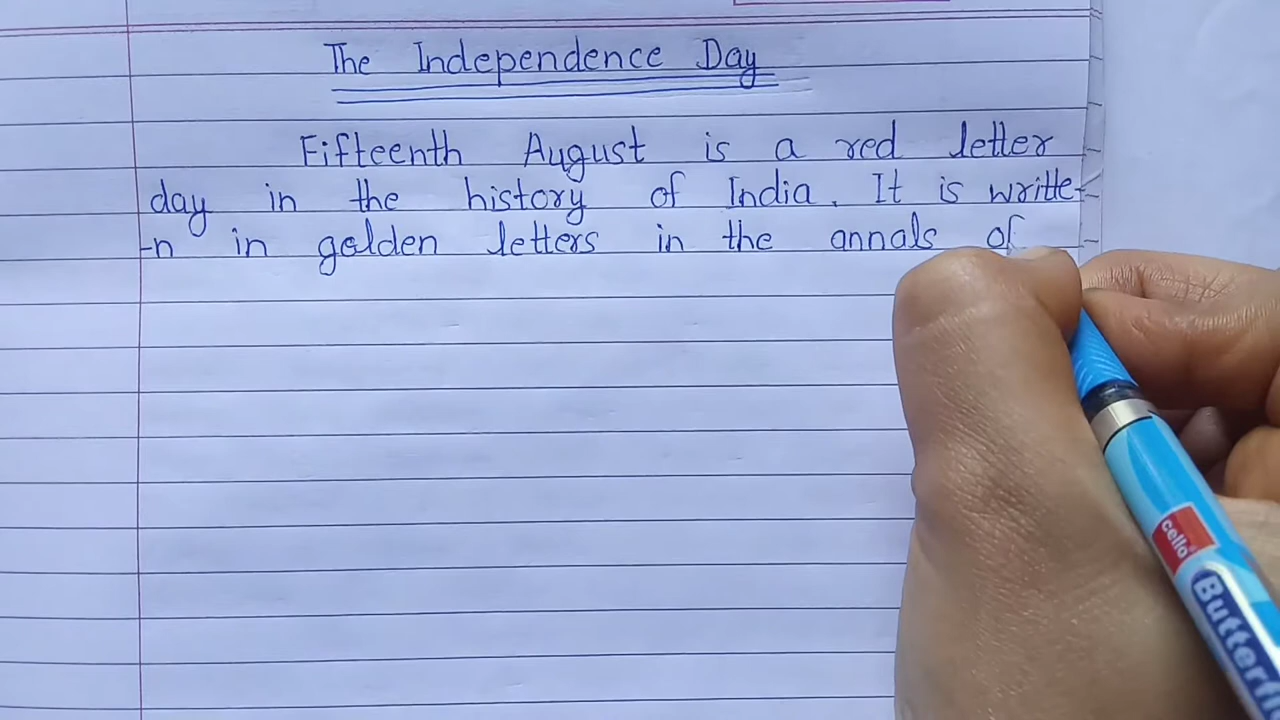 The Independence Day
Fifteenth August is a red letter
day in the history of India. It is writte-
-n in golden letters in the annals of
cello